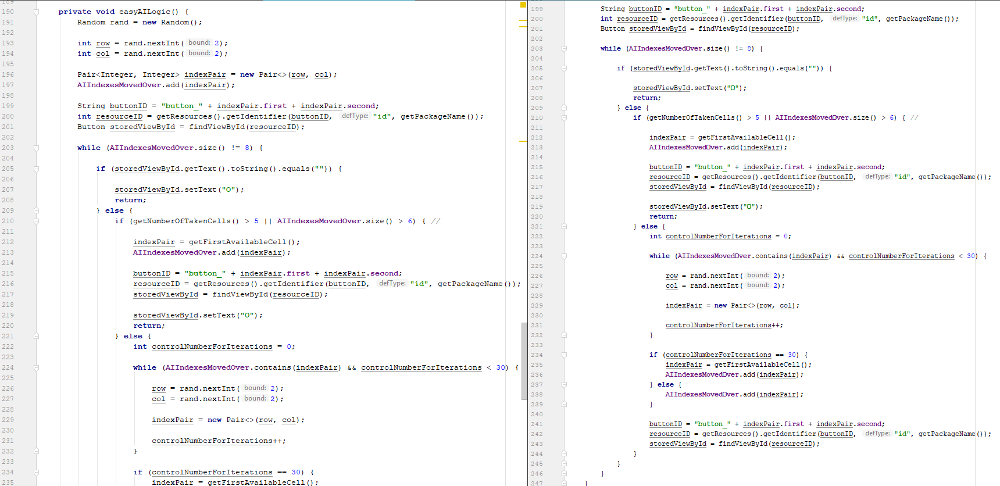 189
190 private void easyAILogic() {
191 Random rand = new Random();
192
193 int row = rand.nextInt( bound: 2);
194 int col = rand.nextInt( bound: 2);
195
196 Pair<Integer, Integer> indexPair = new Pair<>(row, col);
197 AIIndexesMovedOver.add(indexPair);
198
199 String buttonID = "button_" + indexPair.first + indexPair.second;
200 int resourceID = getResources().getIdentifier(buttonID, defType: "id", getPackageName());
201 Button storedViewById = findViewById(resourceID);
202
203 while (AIIndexesMovedOver.size() != 8) {
204
205 if (storedViewById.getText().toString().equals("")) {
206
207 storedViewById.setText("O");
208 return;
209 } else {
210 if (getNumberOfTakenCells() > 5 || AIIndexesMovedOver.size() > 6) { //
211
212 indexPair = getFirstAvailableCell();
213 AIIndexesMovedOver.add(indexPair);
214
215 buttonID = "button_" + indexPair.first + indexPair.second;
216 resourceID = getResources().getIdentifier(buttonID, defType: "id", getPackageName());
217 storedViewById = findViewById(resourceID);
218
219 storedViewById.setText("O");
220 return;
221 } else {
222 int controlNumberForIterations = 0;
223
224 while (AIIndexesMovedOver.contains(indexPair) && controlNumberForIterations < 30) {
225
226 row = rand.nextInt( bound: 2);
227 col = rand.nextInt( bound: 2);
228
229 indexPair = new Pair<>(row, col);
230
231 controlNumberForIterations++;
232 }
233
234 if (controlNumberForIterations == 30) {
235 indexPair = getFirstAvailableCell();
199 String buttonID = "button_" + indexPair.first + indexPair.second;
200 int resourceID = getResources().getIdentifier(buttonID, defType: "id", getPackageName());
201 Button storedViewById = findViewById(resourceID);
202
203 while (AIIndexesMovedOver.size() != 8) {
204
205 if (storedViewById.getText().toString().equals("")) {
206
207 storedViewById.setText("O");
208 return;
209 } else {
210 if (getNumberOfTakenCells() > 5 || AIIndexesMovedOver.size() > 6) { //
211
212 indexPair = getFirstAvailableCell();
213 AIIndexesMovedOver.add(indexPair);
214
215 buttonID = "button_" + indexPair.first + indexPair.second;
216 resourceID = getResources().getIdentifier(buttonID, defType: "id", getPackageName());
217 storedViewById = findViewById(resourceID);
218
219 storedViewById.setText("O");
220 return;
221 } else {
222 int controlNumberForIterations = 0;
223
224 while (AIIndexesMovedOver.contains(indexPair) && controlNumberForIterations < 30) {
225
226 row = rand.nextInt( bound: 2);
227 col = rand.nextInt( bound: 2);
228
229 indexPair = new Pair<>(row, col);
230
231 controlNumberForIterations++;
232 }
233
234 if (controlNumberForIterations == 30) {
235 indexPair = getFirstAvailableCell();
236 AIIndexesMovedOver.add(indexPair);
237 } else {
238 AIIndexesMovedOver.add(indexPair);
239 }
240
241 buttonID = "button_" + indexPair.first + indexPair.second;
242 resourceID = getResources().getIdentifier(buttonID, defType: "id", getPackageName());
243 storedViewById = findViewById(resourceID);
244 }
245 }
246 }
247 }